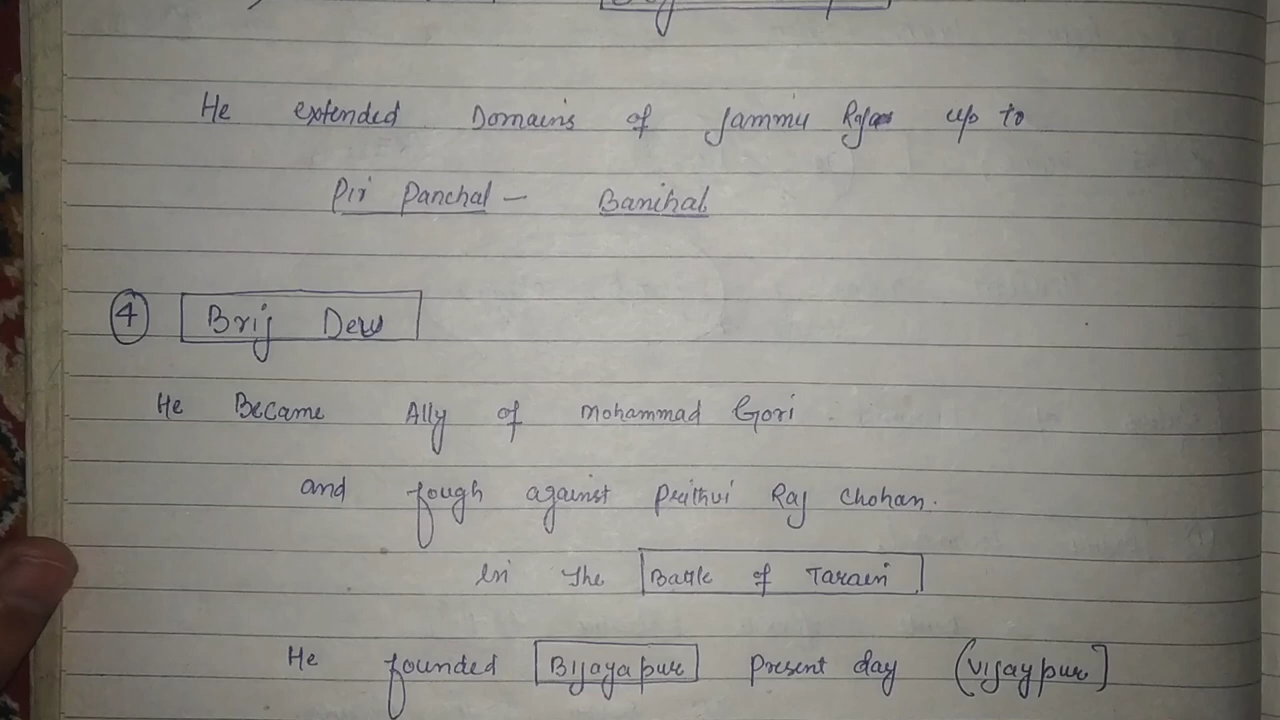 He extended Domains of Jammu Raja up to
Pir Panchal - Banihal
4 Brij Dew
He Became Ally of Mohammad Gori.
and fough against Prithvi Raj Chohan.
In the Battle of Tarain
He founded Bijayapur Present day (Vijaypur]